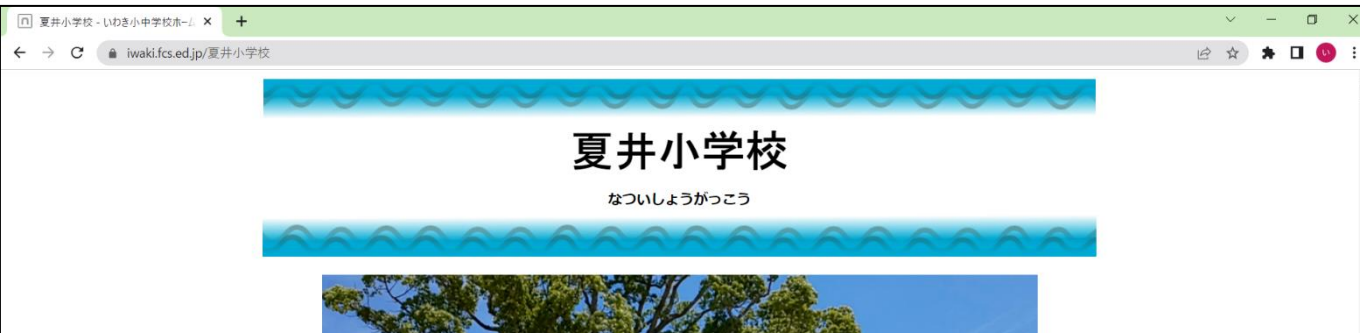 夏井小学校 - いわき小中学校ホーム
iwaki.fcs.ed.jp/夏井小学校
い
夏井小学校
なついしょうがっこう